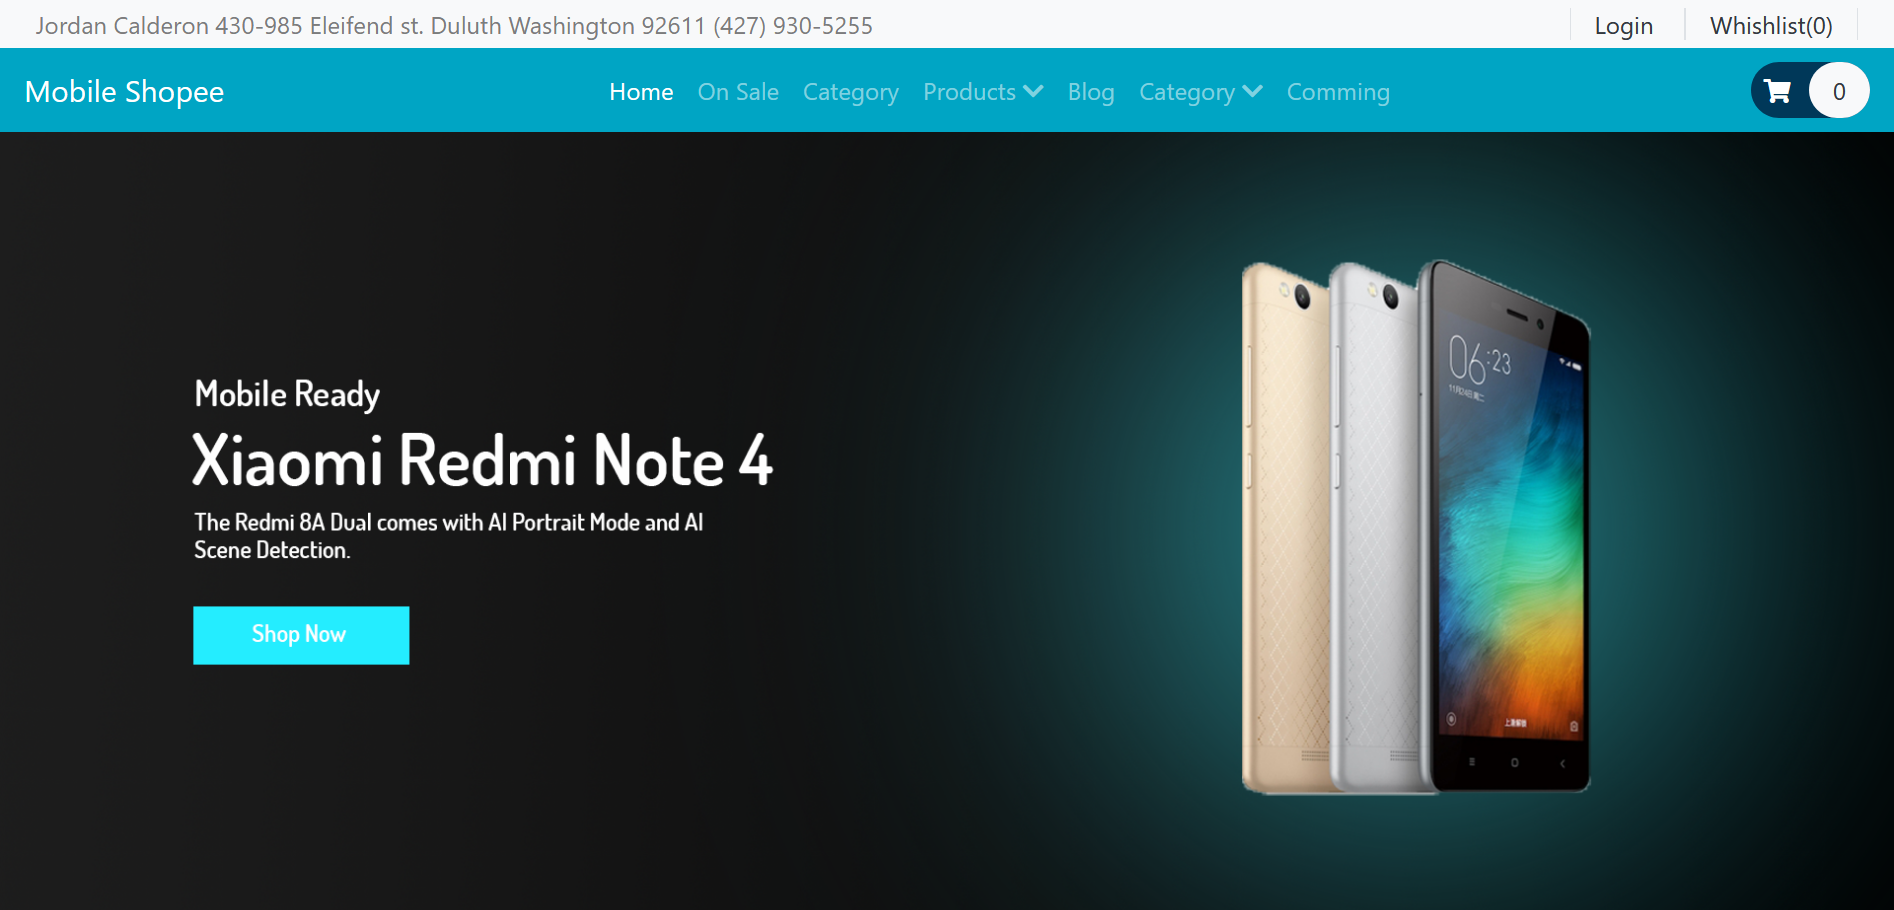 Jordan Calderon 430-985 Eleifend st. Duluth Washington 92611 (427) 930-5255
Login
Whishlist(0)
Mobile Shopee
Home
On Sale
Category
Products
Blog
Category
Comming
0
Mobile Ready
Xiaomi Redmi Note 4
The Redmi 8A Dual comes with AI Portrait Mode and AI
Scene Detection.
Shop Now
06:23